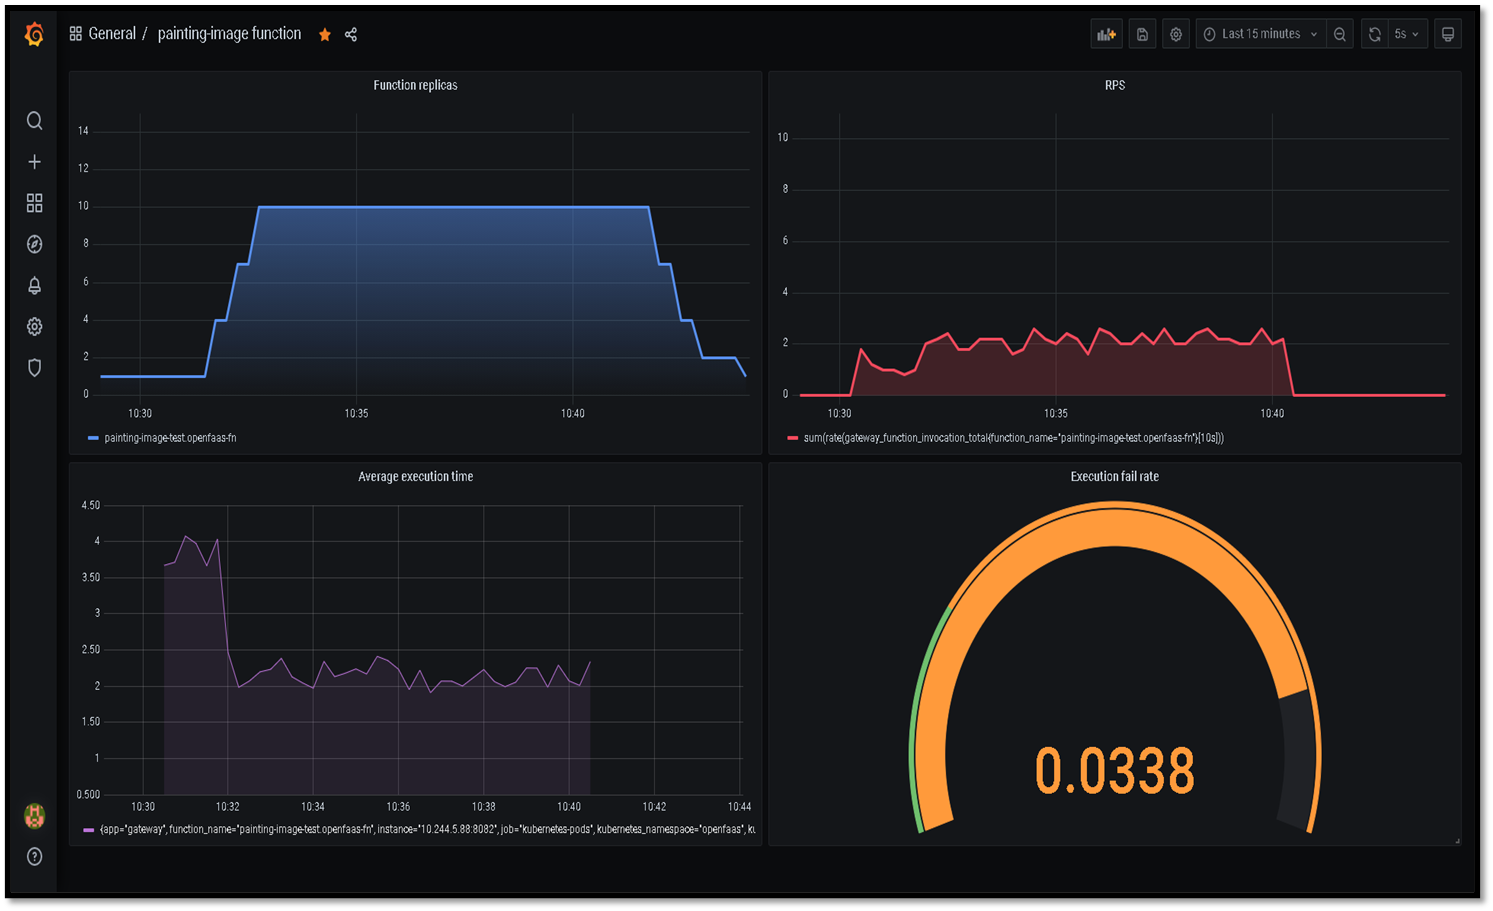 General / painting-image function
Last 15 minutes
5s
Function replicas
14
12
10
8
6
4
2
0
10:30 10:35 10:40
painting-image-test.openfaas-fn
RPS
10
8
6
4
2
0
10:30 10:35 10:40
sum(rate(gateway_function_invocation_total{function_name="painting-image-test.openfaas-fn"}[10s]))
Average execution time
4.50
4
3.50
3
2.50
2
1.50
1
0.500
10:30 10:32 10:34 10:36 10:38 10:40 10:42 10:44
{app="gateway", function_name="painting-image-test.openfaas-fn", instance="10.244.5.88:8082", job="kubernetes-pods", kubernetes_namespace="openfaas", ku
Execution fail rate
0.0338